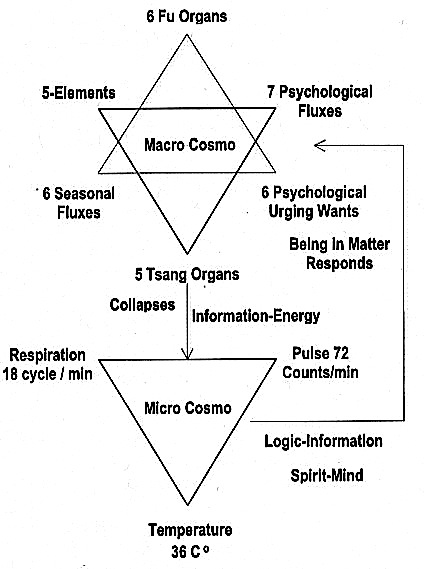 6 Fu Organs
5-Elements
7 Psychological
Fluxes
Macro Cosmo
6 Seasonal
Fluxes
6 Psychological
Urging Wants
Being in Matter
Responds
5 Tsang Organs
Collapses
Information-Energy
Respiration
18 cycle / min
Pulse 72
Counts/min
Micro Cosmo
Logic-Information
Spirit-Mind
Temperature
36 C º